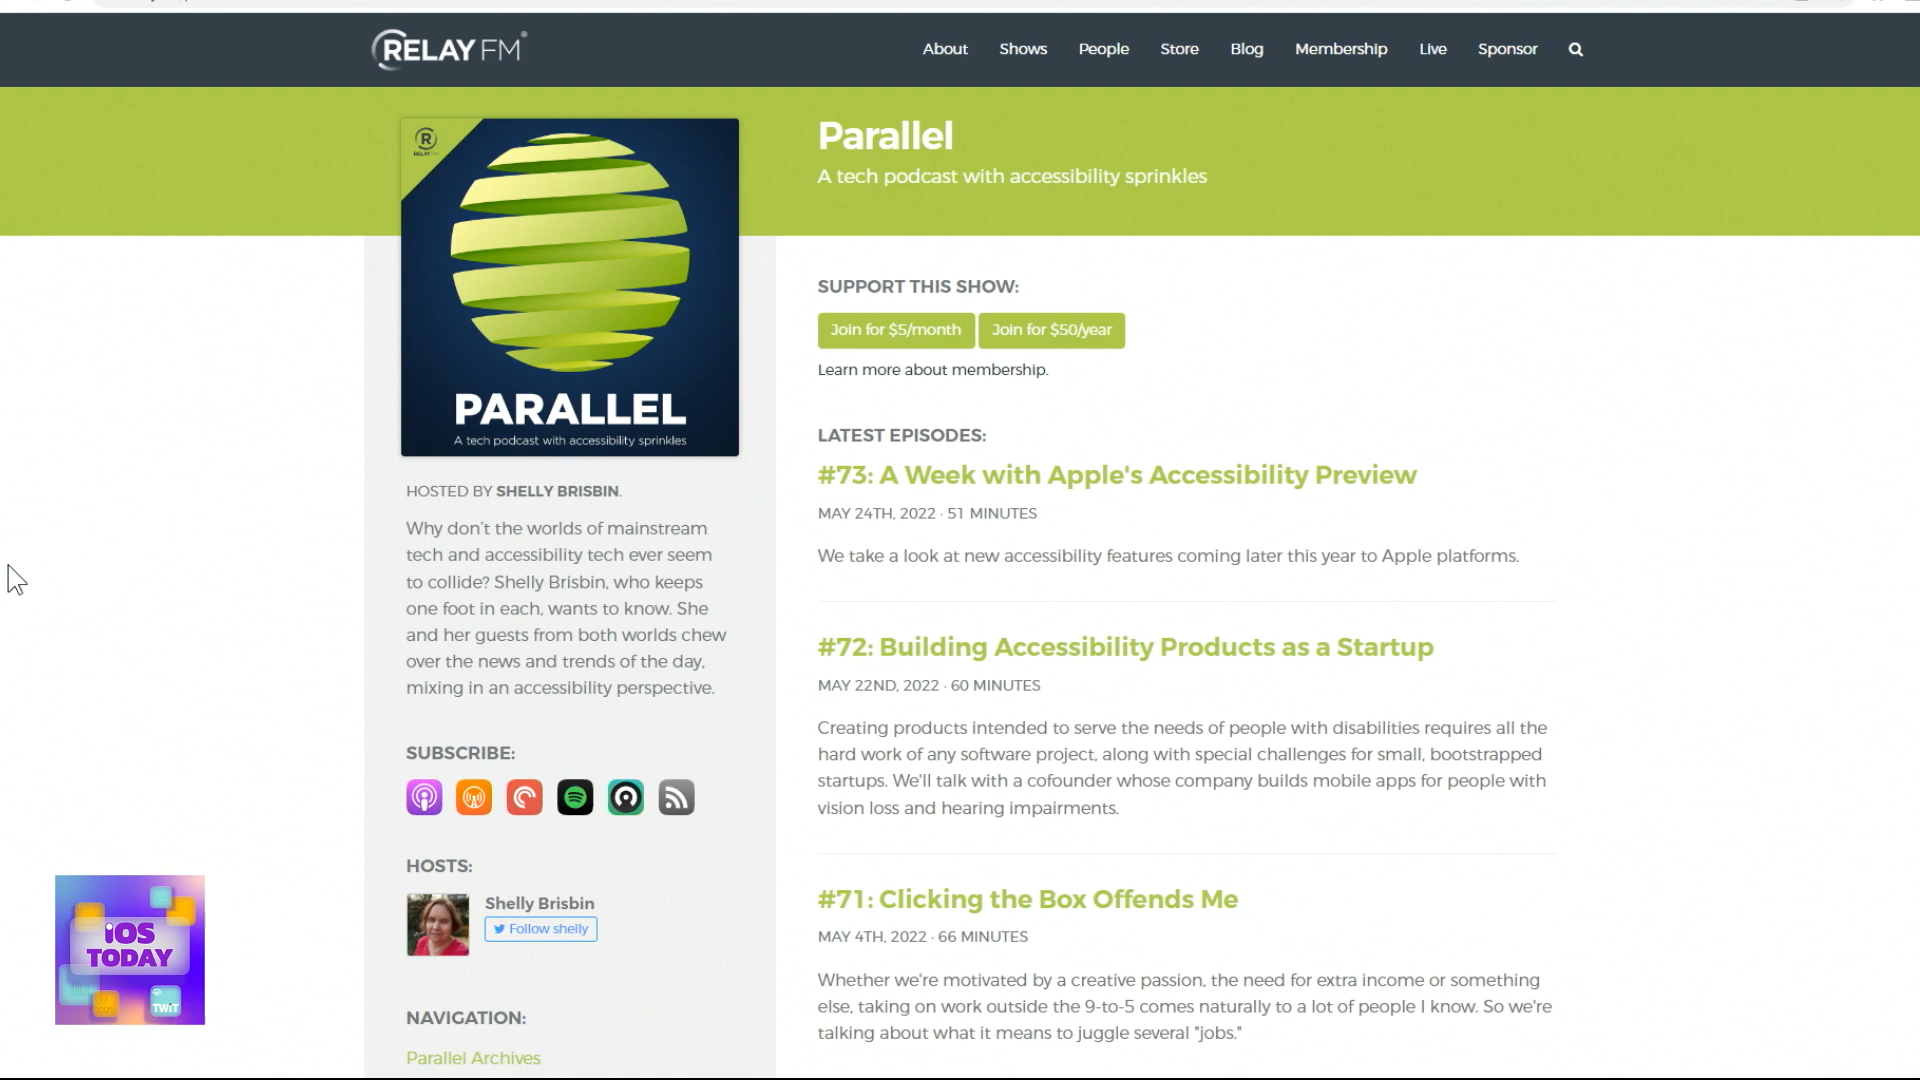 RELAY FM
About Shows People Store Blog Membership Live Sponsor
R
PARALLEL
A tech podcast with accessibility sprinkles
Parallel
A tech podcast with accessibility sprinkles
HOSTED BY SHELLY BRISBIN.
Why don't the worlds of mainstream
tech and accessibility tech ever seem
to collide? Shelly Brisbin, who keeps
one foot in each, wants to know. She
and her guests from both worlds chew
over the news and trends of the day,
mixing in an accessibility perspective.
SUBSCRIBE:
HOSTS:
Shelly Brisbin
Follow shelly
NAVIGATION:
Parallel Archives
SUPPORT THIS SHOW:
Join for $5/month Join for $50/year
Learn more about membership.
LATEST EPISODES:
#73: A Week with Apple's Accessibility Preview
MAY 24TH, 2022 · 51 MINUTES
We take a look at new accessibility features coming later this year to Apple platforms.
#72: Building Accessibility Products as a Startup
MAY 22ND, 2022 · 60 MINUTES
Creating products intended to serve the needs of people with disabilities requires all the
hard work of any software project, along with special challenges for small, bootstrapped
startups. We'll talk with a cofounder whose company builds mobile apps for people with
vision loss and hearing impairments.
#71: Clicking the Box Offends Me
MAY 4TH, 2022 · 66 MINUTES
Whether we're motivated by a creative passion, the need for extra income or something
else, taking on work outside the 9-to-5 comes naturally to a lot of people I know. So we're
talking about what it means to juggle several "jobs."
iOS
TODAY
TWiT